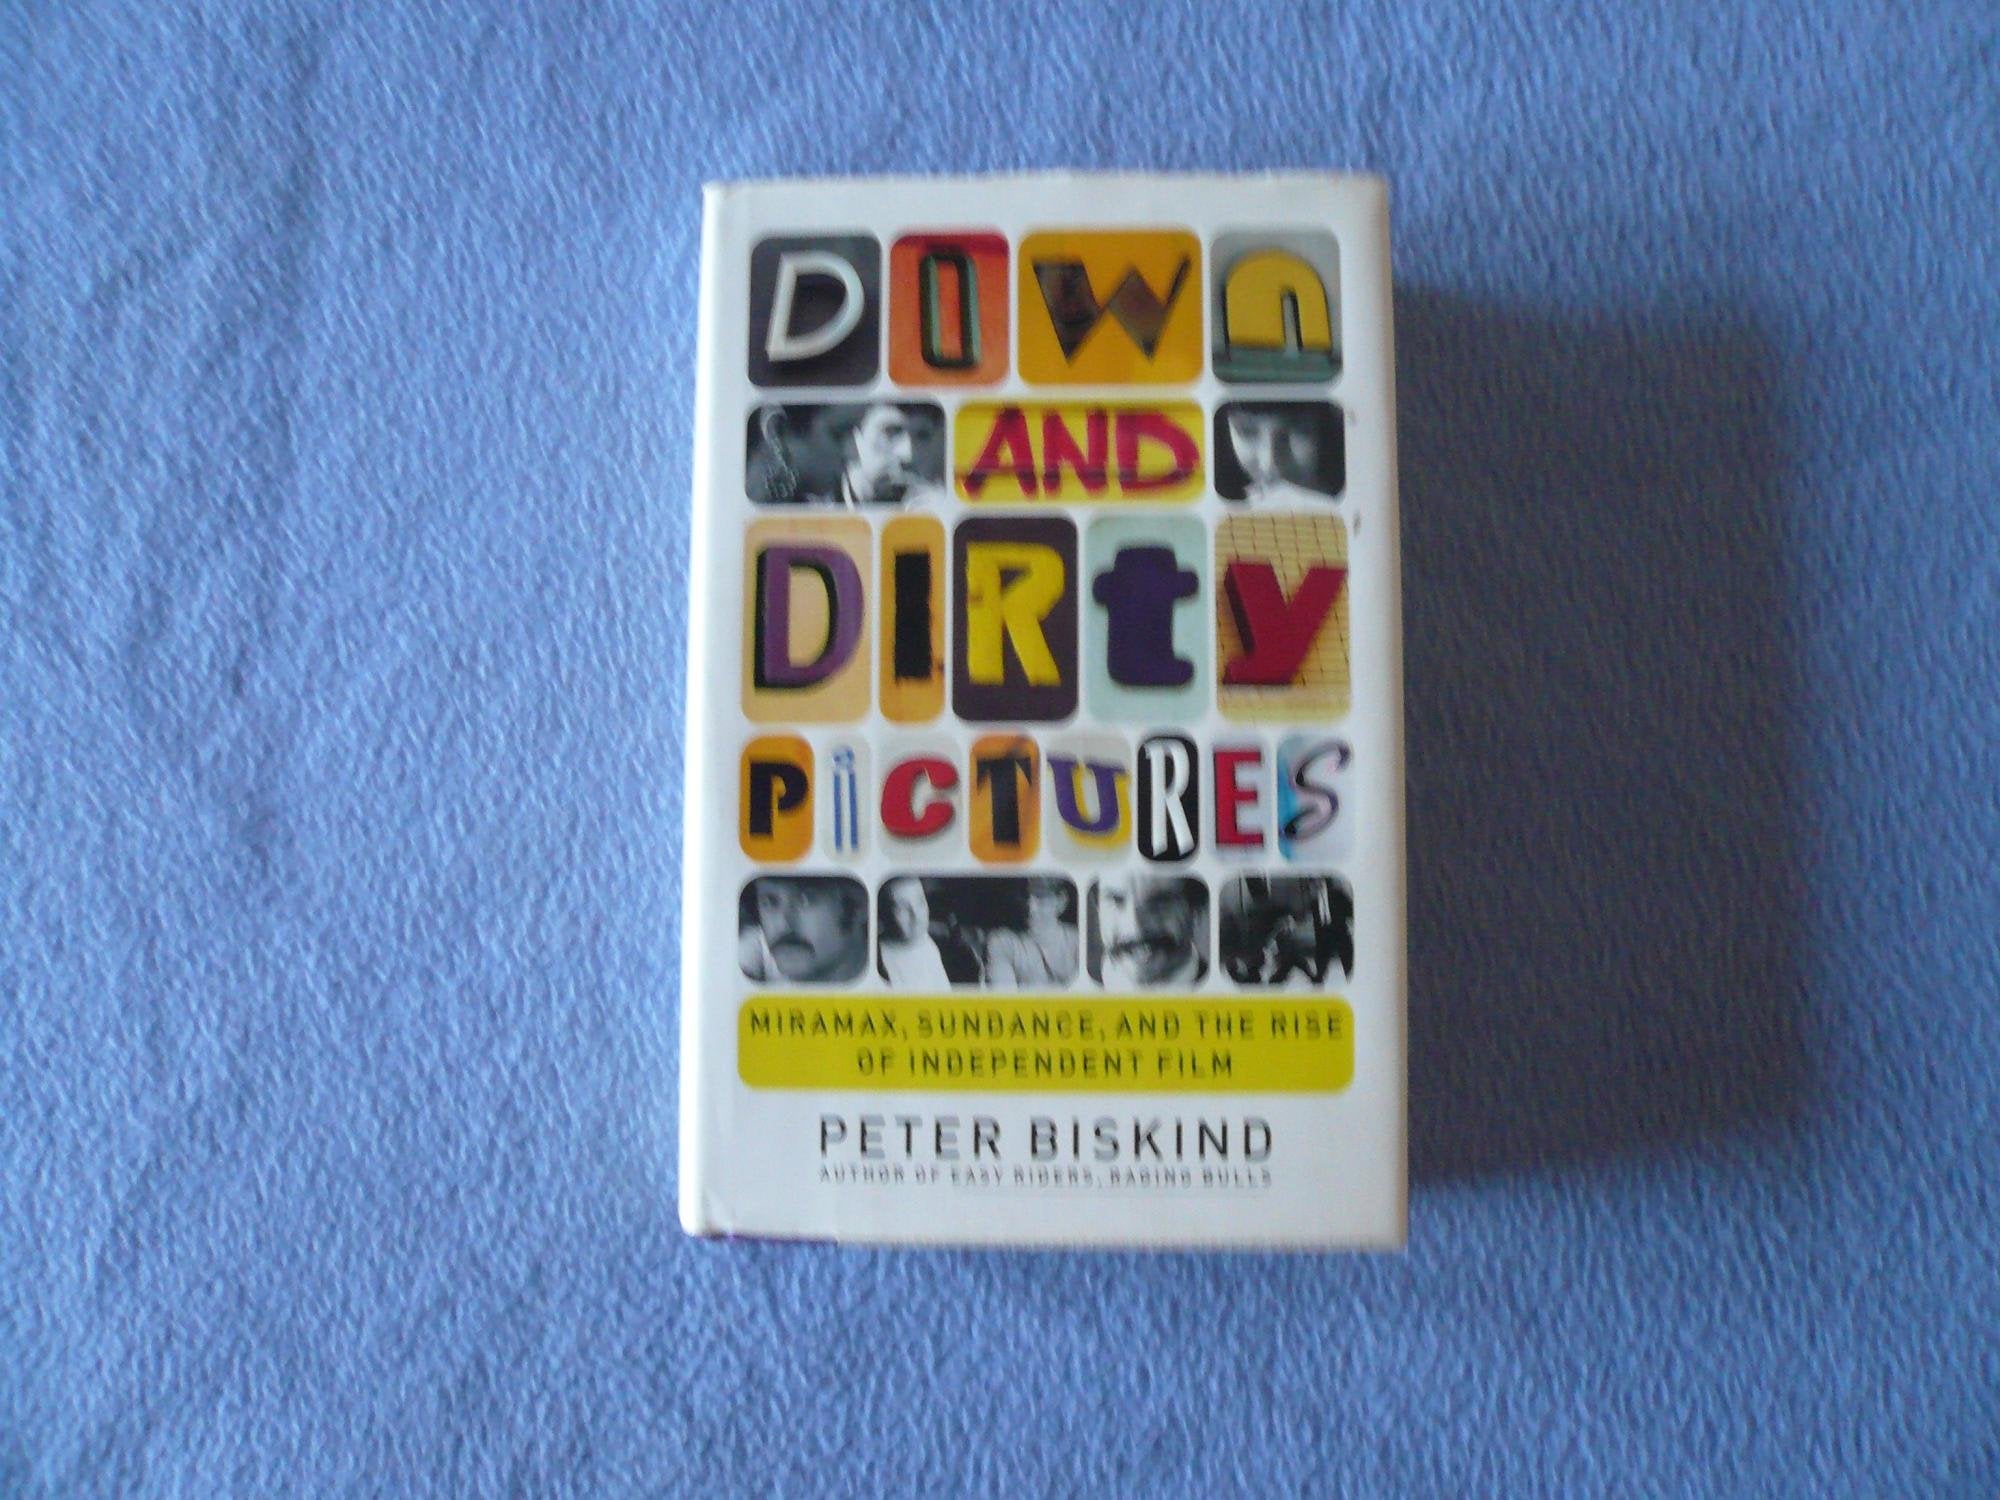 DOWn
AND
DIRty
PiCTURES
MIRAMAX, SUNDANCE, AND THE RISE
OF INDEPENDENT FILM
PETER BISKIND
AUTHOR OF EASY RIDERS, RAGING BULLS